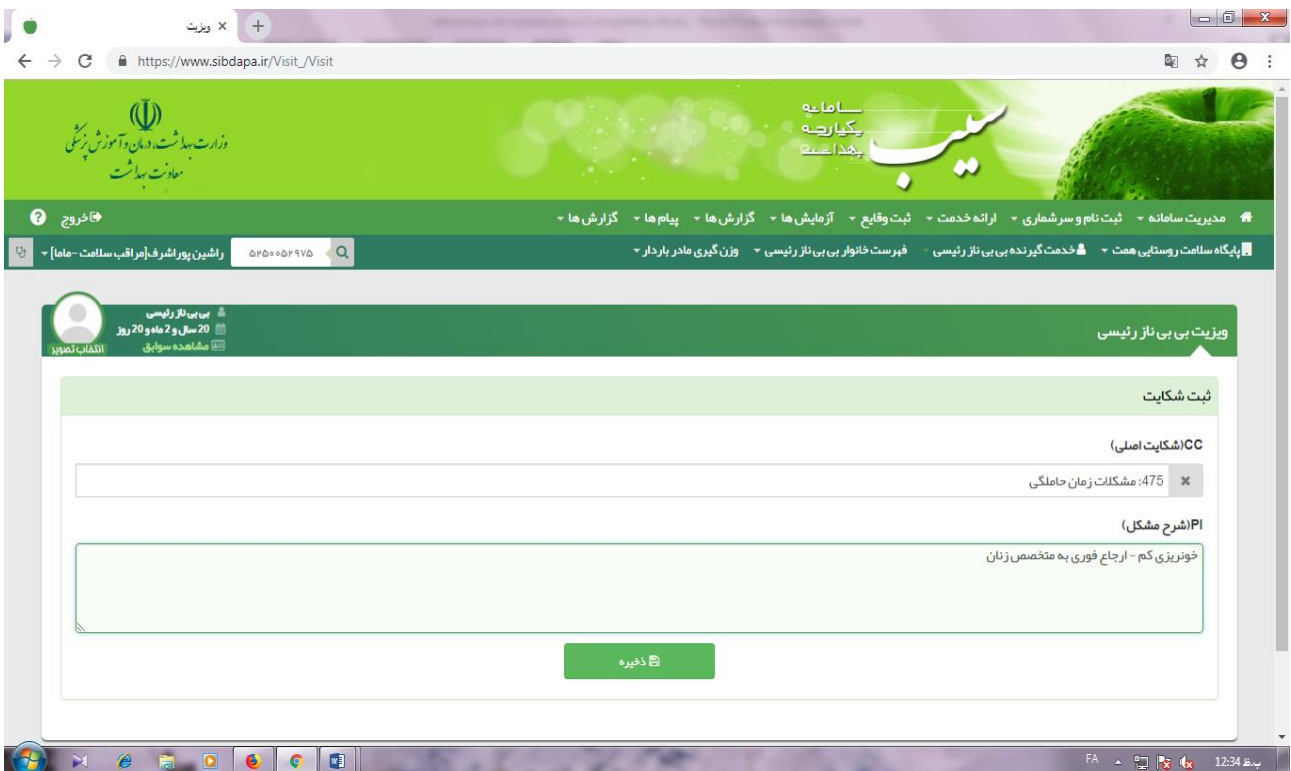 ویزیت
https://www.sibdapa.ir/Visit_/Visit
وزارت بهداشت، درمان و آموزش پزشکی
معاونت بهداشت
سامانه
یکپارچه
بهداشت
سیب
مدیریت سامانه
ثبت نام و سرشماری
ارائه خدمت
ثبت وقایع
آزمایش ها
گزارش ها
پیام ها
گزارش ها
خروج
?
پایگاه سلامت روستایی همت
خدمت گیرنده بی بی ناز رئیسی
فهرست خانوار بی بی ناز رئیسی
وزن گیری مادر باردار
۵۲۵۰۰۵۲۹۷۵
راشین پور اشرف[مراقب سلامت -ماما]
ویزیت بی بی ناز رئیسی
بی بی ناز رئیسی
20 سال و 2 ماه و 20 روز
مشاهده سوابق
انتخاب تصویر
ثبت شکایت
CC(شکایت اصلی)
475: مشکلات زمان حاملگی
PI(شرح مشکل)
خونریزی کم - ارجاع فوری به متخصص زنان
ذخیره
FA
12:34 ب.ظ